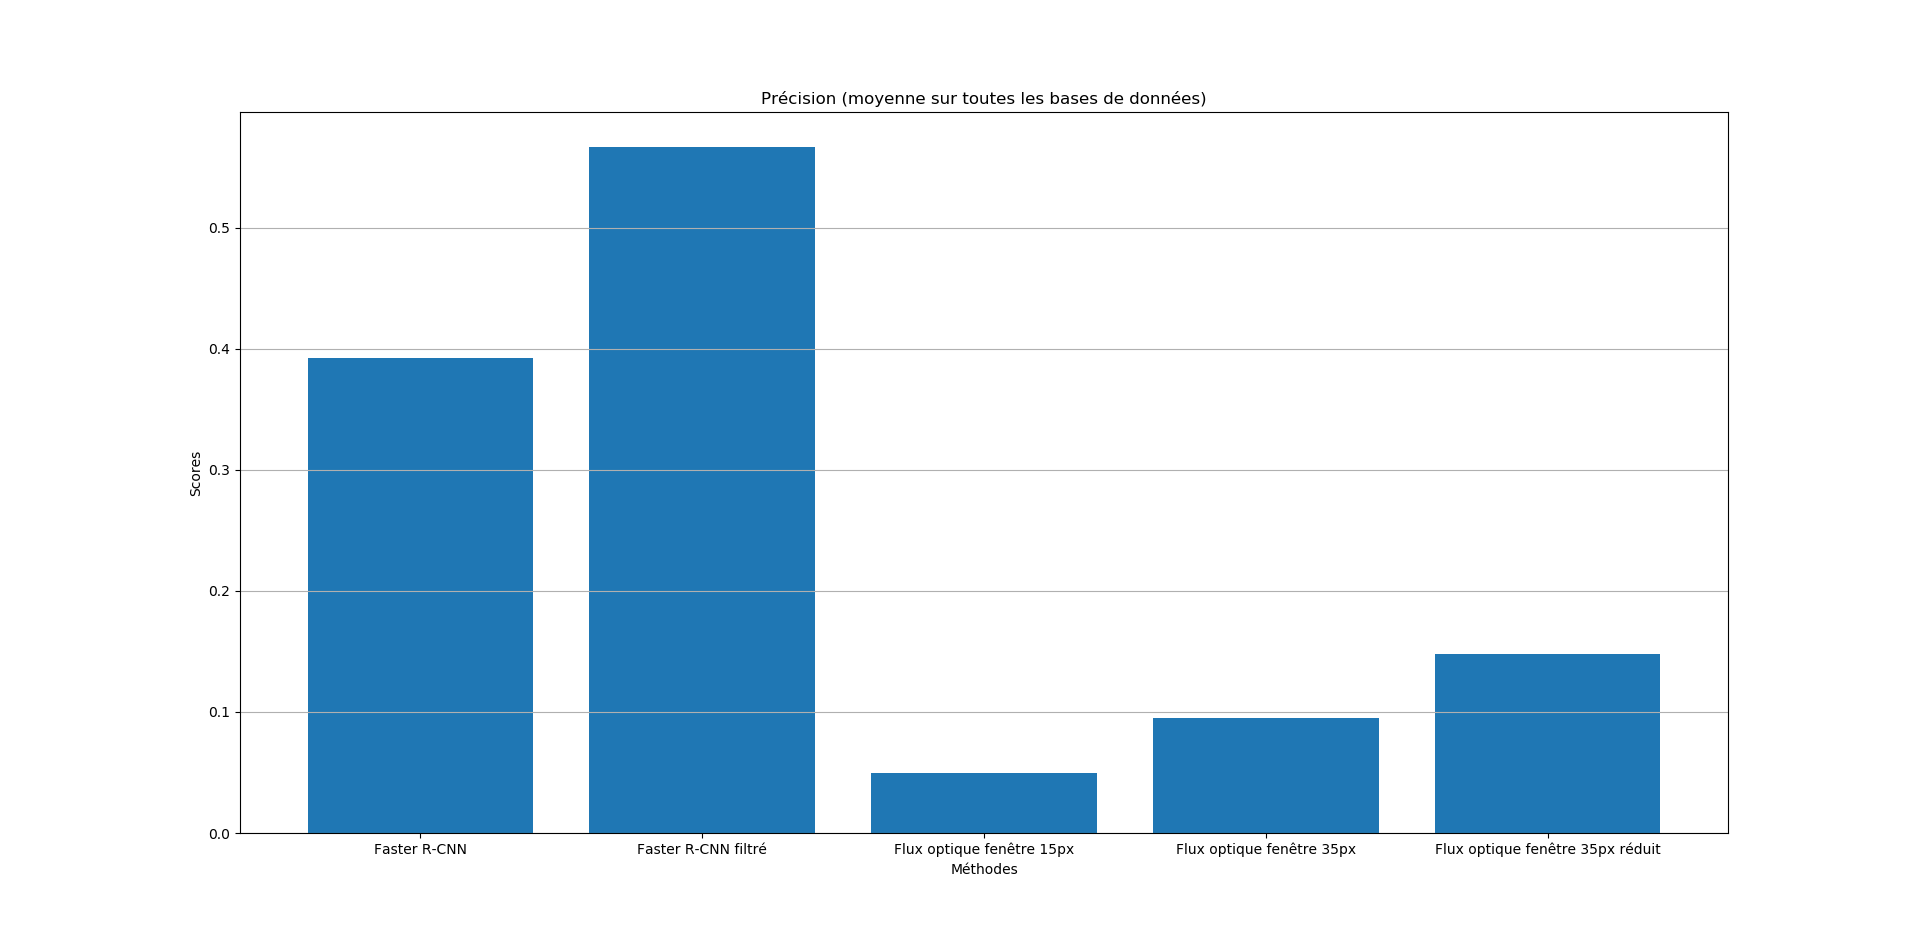 Précision (moyenne sur toutes les bases de données)
0.5
0.4
0.3
0.2
0.1
0.0
Scores
Faster R-CNN
Faster R-CNN filtré
Flux optique fenêtre 15px
Flux optique fenêtre 35px
Flux optique fenêtre 35px réduit
Méthodes